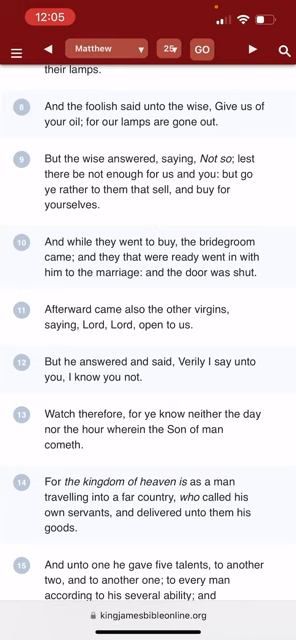 12:05
Matthew
25
GO
their lamps.
8
And the foolish said unto the wise, Give us of
your oil; for our lamps are gone out.
9
But the wise answered, saying, Not so; lest
there be not enough for us and you: but go
ye rather to them that sell, and buy for
yourselves.
10
And while they went to buy, the bridegroom
came; and they that were ready went in with
him to the marriage: and the door was shut.
11
Afterward came also the other virgins,
saying, Lord, Lord, open to us.
12
But he answered and said, Verily I say unto
you, I know you not.
13
Watch therefore, for ye know neither the day
nor the hour wherein the Son of man
cometh.
14
For the kingdom of heaven is as a man
travelling into a far country, who called his
own servants, and delivered unto them his
goods.
15
And unto one he gave five talents, to another
two, and to another one; to every man
according to his several ability; and
kingjamesbibleonline.org